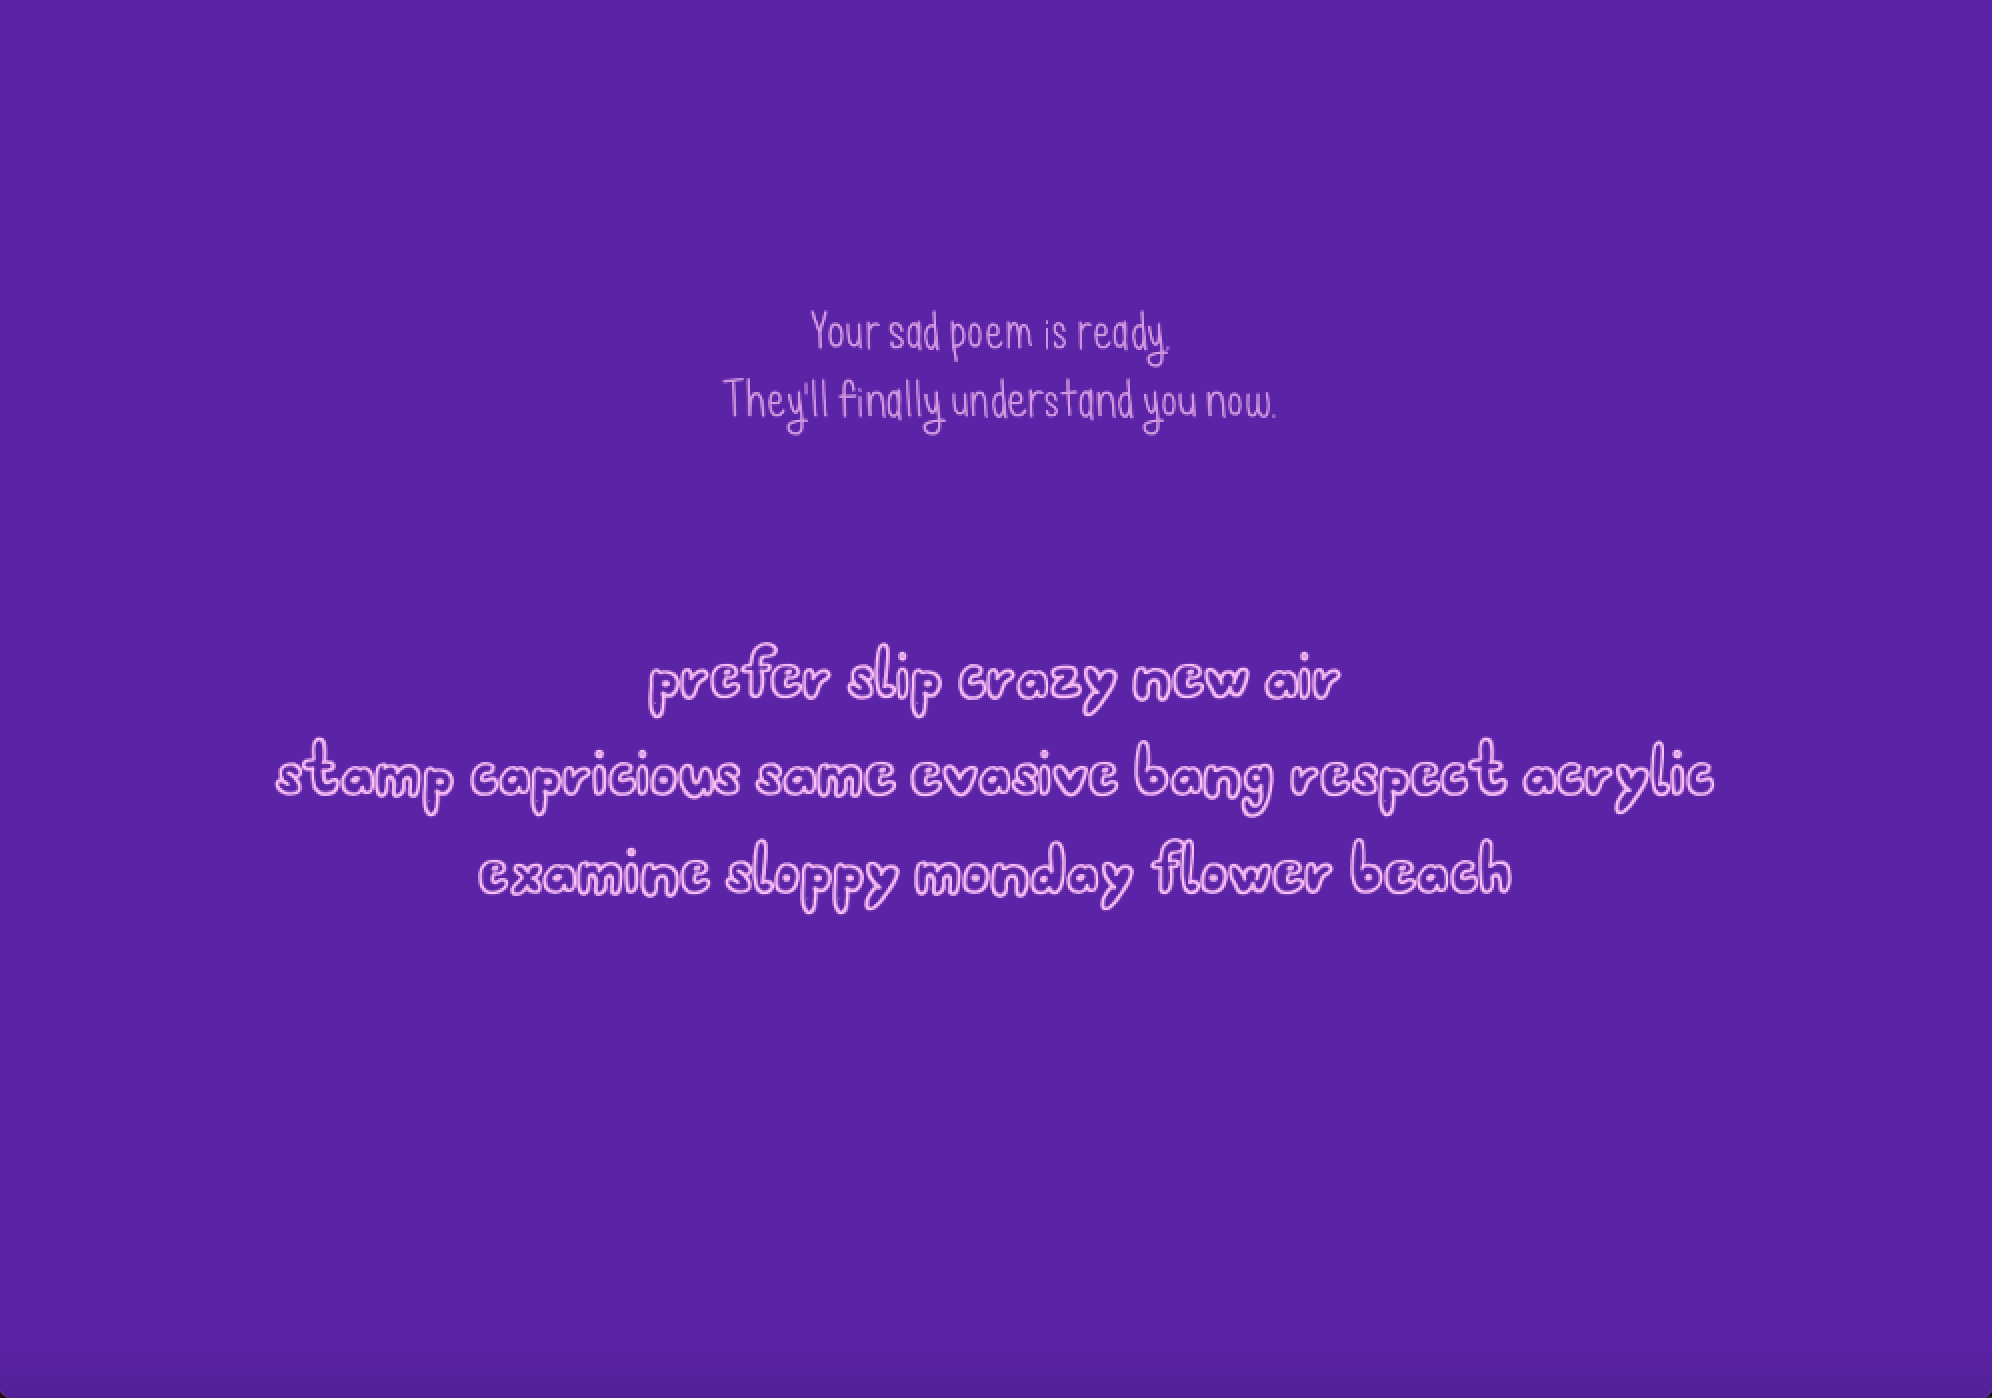 Your sad poem is ready.
They'll finally understand you now.
prefer slip crazy new air
stamp capricious same evasive bang respect acrylic
examine sloppy monday flower beach